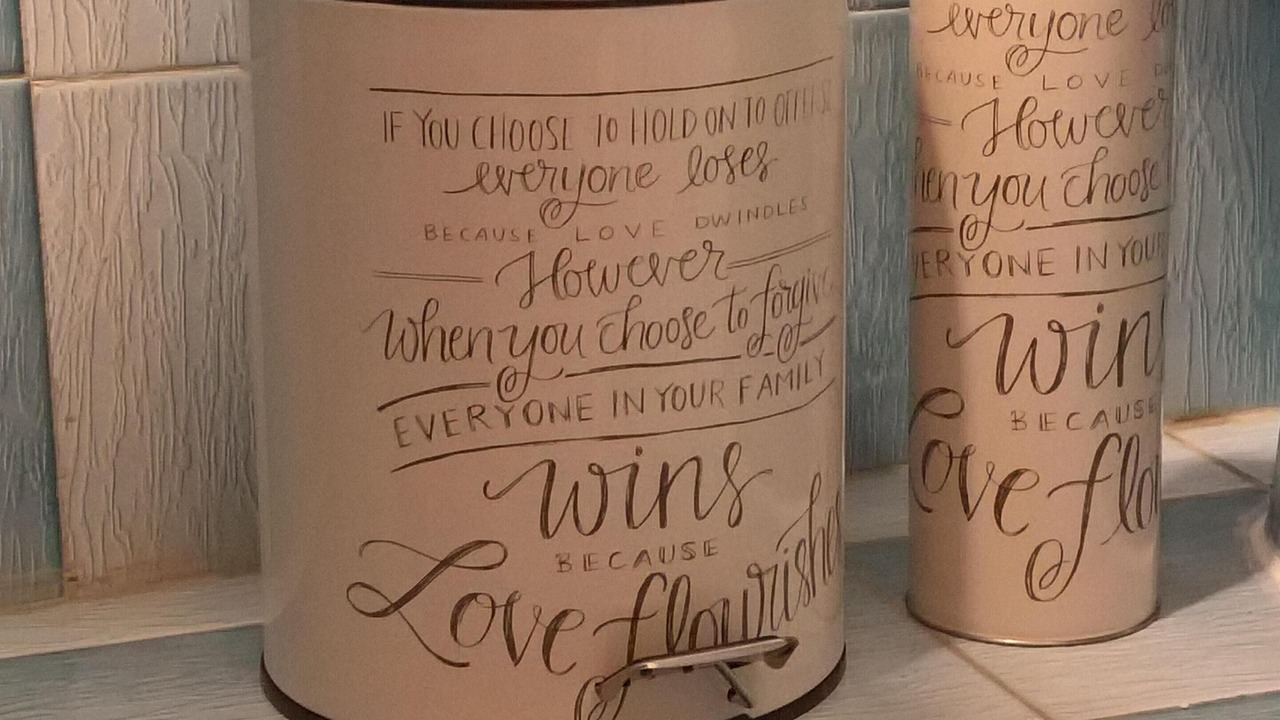 IF YOU CHOOSE TO HOLD ON TO OFFENSE
everyone loses
BECAUSE LOVE DWINDLES
However
when you choose to forgive
EVERYONE IN YOUR FAMILY
wins
BECAUSE
Love flourishes
everyone
BECAUSE LOVE
However
when you choose
EVERYONE IN YOUR
wins
BECAUSE
Love